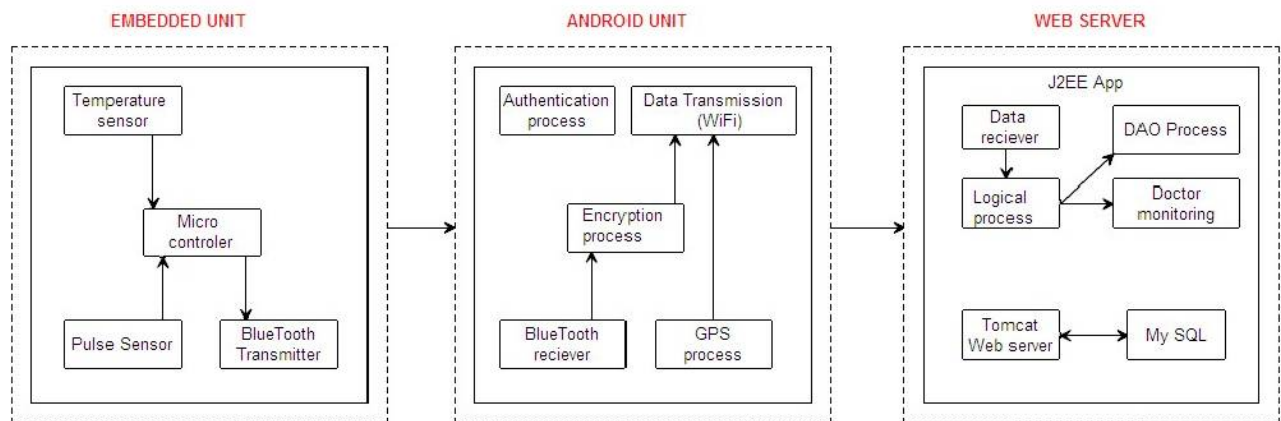 EMBEDDED UNIT
Temperature
sensor
Micro
controler
Pulse Sensor
BlueTooth
Transmitter
ANDROID UNIT
Authentication
process
Data Transmission
(WiFi)
Encryption
process
BlueTooth
reciever
GPS
process
WEB SERVER
J2EE App
Data
reciever
DAO Process
Logical
process
Doctor
monitoring
Tomcat
Web server
My SQL